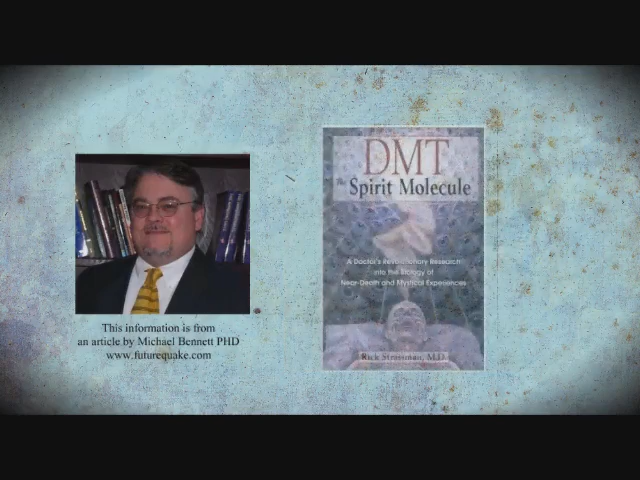 This information is from
an article by Michael Bennett PHD
www.futurequake.com
DMT
The Spirit Molecule
A Doctor's Revolutionary Research
into the Biology of
Near-Death and Mystical Experiences
Rick Strassman, M.D.